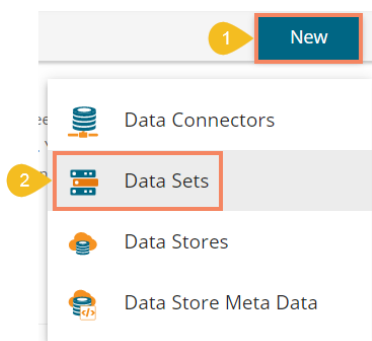 1
New
Data Connectors
2
Data Sets
Data Stores
Data Store Meta Data